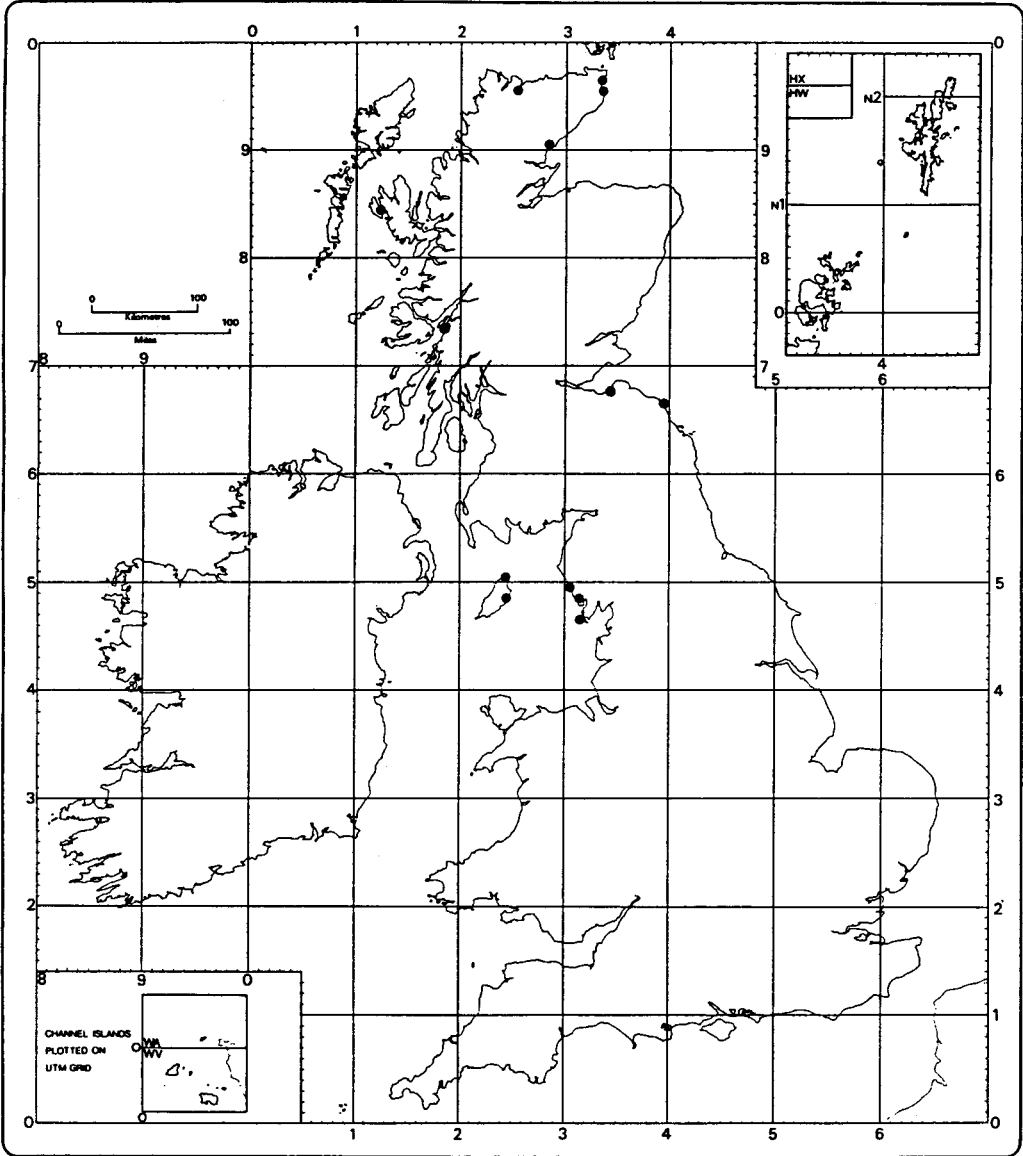 0 1 2 3 4
0 0
HX
HW
N2
9 9
N1
8 8
0 100
Kilometres
0 100
Miles
0
8 9 7 7 5 6
6 6
5 5
4 4
3 3
2 2
8 9 0
1 1
CHANNEL ISLANDS
PLOTTED ON
UTM GRID
0 WA
WV
0
0 1 2 3 4 5 6 0